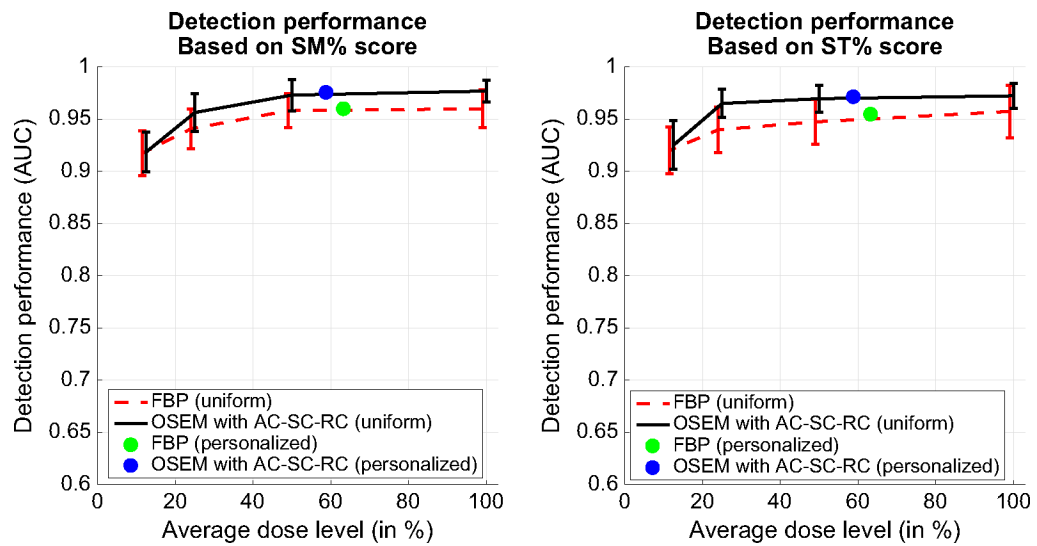 Detection performance
Based on SM% score
Detection performance (AUC)
1
0.95
0.9
0.85
0.8
0.75
0.7
0.65
0.6
FBP (uniform)
OSEM with AC-SC-RC (uniform)
FBP (personalized)
OSEM with AC-SC-RC (personalized)
0 20 40 60 80 100
Average dose level (in %)
Detection performance
Based on ST% score
Detection performance (AUC)
1
0.95
0.9
0.85
0.8
0.75
0.7
0.65
0.6
FBP (uniform)
OSEM with AC-SC-RC (uniform)
FBP (personalized)
OSEM with AC-SC-RC (personalized)
0 20 40 60 80 100
Average dose level (in %)